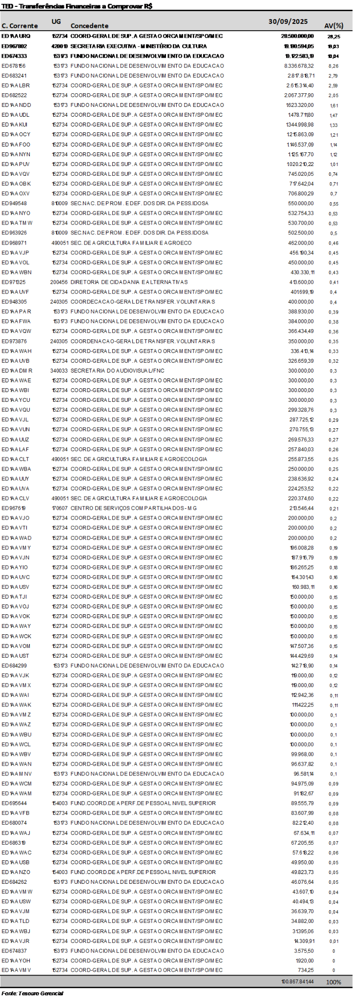 TED - Transferências Financeiras a Comprovar R$
C. Corrente UG Concedente 30/09/2025 AV(%)
ED1AAURQ 152734 COORD-GERAL DE SUP. A GESTAO ORCAMENT/SPO/MEC 28.500.000,00 28,25
ED967802 420010 SECRETARIA EXECUTIVA - MINISTÉRIO DA CULTURA 19.190.594,05 19,03
ED674333 153173 FUNDO NACIONAL DE DESENVOLVIMENTO DA EDUCACAO 10.122.583,19 10,04
ED678156 153173 FUNDO NACIONAL DE DESENVOLVIMENTO DA EDUCACAO 8.336.678,32 8,26
ED683241 153173 FUNDO NACIONAL DE DESENVOLVIMENTO DA EDUCACAO 2.817.818,71 2,79
ED1AALBR 152734 COORD-GERAL DE SUP. A GESTAO ORCAMENT/SPO/MEC 2.615.314,40 2,59
ED682522 152734 COORD-GERAL DE SUP. A GESTAO ORCAMENT/SPO/MEC 2.067.377,90 2,05
ED1AANDD 153173 FUNDO NACIONAL DE DESENVOLVIMENTO DA EDUCACAO 1.623.320,00 1,61
ED1AAUDL 152734 COORD-GERAL DE SUP. A GESTAO ORCAMENT/SPO/MEC 1.478.711,80 1,47
ED1AAKUI 152734 COORD-GERAL DE SUP. A GESTAO ORCAMENT/SPO/MEC 1.344.998,98 1,33
ED1AAOCY 152734 COORD-GERAL DE SUP. A GESTAO ORCAMENT/SPO/MEC 1.215.863,09 1,21
ED1AAFOO 152734 COORD-GERAL DE SUP. A GESTAO ORCAMENT/SPO/MEC 1.146.537,09 1,14
ED1AANYN 152734 COORD-GERAL DE SUP. A GESTAO ORCAMENT/SPO/MEC 1.125.167,70 1,12
ED1AAPUV 152734 COORD-GERAL DE SUP. A GESTAO ORCAMENT/SPO/MEC 1.020.210,22 1,01
ED1AAVQV 152734 COORD-GERAL DE SUP. A GESTAO ORCAMENT/SPO/MEC 745.020,05 0,74
ED1AAOBK 152734 COORD-GERAL DE SUP. A GESTAO ORCAMENT/SPO/MEC 717.642,04 0,71
ED1AAOXV 152734 COORD-GERAL DE SUP. A GESTAO ORCAMENT/SPO/MEC 706.800,29 0,7
ED949548 810009 SEC.NAC. DE PROM. E DEF. DOS DIR. DA PESS.IDOSA 550.000,00 0,55
ED1AANYO 152734 COORD-GERAL DE SUP. A GESTAO ORCAMENT/SPO/MEC 532.754,33 0,53
ED1AATMW 152734 COORD-GERAL DE SUP. A GESTAO ORCAMENT/SPO/MEC 530.700,00 0,53
ED963926 810009 SEC.NAC. DE PROM. E DEF. DOS DIR. DA PESS.IDOSA 502.500,00 0,5
ED968971 490051 SEC. DE AGRICULTURA FAMILIAR E AGROECO 462.000,00 0,46
ED1AAVJP 152734 COORD-GERAL DE SUP. A GESTAO ORCAMENT/SPO/MEC 456.190,34 0,45
ED1AAVOL 152734 COORD-GERAL DE SUP. A GESTAO ORCAMENT/SPO/MEC 450.000,00 0,45
ED1AAWBN 152734 COORD-GERAL DE SUP. A GESTAO ORCAMENT/SPO/MEC 430.330,11 0,43
ED971325 200456 DIRETORIA DE CIDADANIA E ALTERNATIVAS 413.600,00 0,41
ED1AAUVF 152734 COORD-GERAL DE SUP. A GESTAO ORCAMENT/SPO/MEC 401.699,19 0,4
ED948305 240305 COORDECACAO-GERAL DE TRANSFER. VOLUNTARIAS 400.000,00 0,4
ED1AAPAR 153173 FUNDO NACIONAL DE DESENVOLVIMENTO DA EDUCACAO 388.930,00 0,39
ED1AAFWA 153173 FUNDO NACIONAL DE DESENVOLVIMENTO DA EDUCACAO 384.000,00 0,38
ED1AAVQW 152734 COORD-GERAL DE SUP. A GESTAO ORCAMENT/SPO/MEC 366.434,49 0,36
ED973876 240305 COORDENACAO-GERAL DE TRANSFER. VOLUNTARIAS 350.000,00 0,35
ED1AAWAH 152734 COORD-GERAL DE SUP. A GESTAO ORCAMENT/SPO/MEC 336.413,14 0,33
ED1AAUVB 152734 COORD-GERAL DE SUP. A GESTAO ORCAMENT/SPO/MEC 326.659,39 0,32
ED1AADMR 340033 SECRETARIA DO AUDIOVISUAL/FNC 300.000,00 0,3
ED1AAWAE 152734 COORD-GERAL DE SUP. A GESTAO ORCAMENT/SPO/MEC 300.000,00 0,3
ED1AAWBI 152734 COORD-GERAL DE SUP. A GESTAO ORCAMENT/SPO/MEC 300.000,00 0,3
ED1AAYCU 152734 COORD-GERAL DE SUP. A GESTAO ORCAMENT/SPO/MEC 300.000,00 0,3
ED1AAVQU 152734 COORD-GERAL DE SUP. A GESTAO ORCAMENT/SPO/MEC 299.328,76 0,3
ED1AAVJL 152734 COORD-GERAL DE SUP. A GESTAO ORCAMENT/SPO/MEC 287.725,12 0,29
ED1AAVUN 152734 COORD-GERAL DE SUP. A GESTAO ORCAMENT/SPO/MEC 270.755,13 0,27
ED1AAUUZ 152734 COORD-GERAL DE SUP. A GESTAO ORCAMENT/SPO/MEC 269.576,33 0,27
ED1AALAF 152734 COORD-GERAL DE SUP. A GESTAO ORCAMENT/SPO/MEC 257.840,03 0,26
ED1AACLT 490051 SEC. DE AGRICULTURA FAMILIAR E AGROECOLOGIA 255.873,55 0,25
ED1AAWBA 152734 COORD-GERAL DE SUP. A GESTAO ORCAMENT/SPO/MEC 250.000,00 0,25
ED1AAUUY 152734 COORD-GERAL DE SUP. A GESTAO ORCAMENT/SPO/MEC 238.636,92 0,24
ED1AAUVA 152734 COORD-GERAL DE SUP. A GESTAO ORCAMENT/SPO/MEC 224.253,52 0,22
ED1AACLV 490051 SEC. DE AGRICULTURA FAMILIAR E AGROECOLOGIA 220.374,60 0,22
ED967619 170607 CENTRO DE SERVIÇOS COMPARTILHADOS - MG 213.546,44 0,21
ED1AAVJO 152734 COORD-GERAL DE SUP. A GESTAO ORCAMENT/SPO/MEC 200.000,00 0,2
ED1AAVTI 152734 COORD-GERAL DE SUP. A GESTAO ORCAMENT/SPO/MEC 200.000,00 0,2
ED1AAWAD 152734 COORD-GERAL DE SUP. A GESTAO ORCAMENT/SPO/MEC 200.000,00 0,2
ED1AAVMY 152734 COORD-GERAL DE SUP. A GESTAO ORCAMENT/SPO/MEC 196.008,28 0,19
ED1AAVJN 152734 COORD-GERAL DE SUP. A GESTAO ORCAMENT/SPO/MEC 187.916,79 0,19
ED1AAYIO 152734 COORD-GERAL DE SUP. A GESTAO ORCAMENT/SPO/MEC 186.265,25 0,18
ED1AAUVC 152734 COORD-GERAL DE SUP. A GESTAO ORCAMENT/SPO/MEC 164.301,43 0,16
ED1AAUSV 152734 COORD-GERAL DE SUP. A GESTAO ORCAMENT/SPO/MEC 160.983,11 0,16
ED1AATJI 152734 COORD-GERAL DE SUP. A GESTAO ORCAMENT/SPO/MEC 150.000,00 0,15
ED1AAVOJ 152734 COORD-GERAL DE SUP. A GESTAO ORCAMENT/SPO/MEC 150.000,00 0,15
ED1AAVOK 152734 COORD-GERAL DE SUP. A GESTAO ORCAMENT/SPO/MEC 150.000,00 0,15
ED1AAWAY 152734 COORD-GERAL DE SUP. A GESTAO ORCAMENT/SPO/MEC 150.000,00 0,15
ED1AAWCK 152734 COORD-GERAL DE SUP. A GESTAO ORCAMENT/SPO/MEC 150.000,00 0,15
ED1AAVOM 152734 COORD-GERAL DE SUP. A GESTAO ORCAMENT/SPO/MEC 147.507,36 0,15
ED1AAUST 152734 COORD-GERAL DE SUP. A GESTAO ORCAMENT/SPO/MEC 144.429,69 0,14
ED684299 153173 FUNDO NACIONAL DE DESENVOLVIMENTO DA EDUCACAO 142.718,90 0,14
ED1AAVJK 152734 COORD-GERAL DE SUP. A GESTAO ORCAMENT/SPO/MEC 119.000,00 0,12
ED1AAVMX 152734 COORD-GERAL DE SUP. A GESTAO ORCAMENT/SPO/MEC 119.000,00 0,12
ED1AAWAI 152734 COORD-GERAL DE SUP. A GESTAO ORCAMENT/SPO/MEC 112.942,36 0,11
ED1AAWAK 152734 COORD-GERAL DE SUP. A GESTAO ORCAMENT/SPO/MEC 111.422,25 0,11
ED1AAVMZ 152734 COORD-GERAL DE SUP. A GESTAO ORCAMENT/SPO/MEC 100.000,00 0,1
ED1AAWAZ 152734 COORD-GERAL DE SUP. A GESTAO ORCAMENT/SPO/MEC 100.000,00 0,1
ED1AAWBU 152734 COORD-GERAL DE SUP. A GESTAO ORCAMENT/SPO/MEC 100.000,00 0,1
ED1AAWCL 152734 COORD-GERAL DE SUP. A GESTAO ORCAMENT/SPO/MEC 100.000,00 0,1
ED1AAWBV 152734 COORD-GERAL DE SUP. A GESTAO ORCAMENT/SPO/MEC 99.968,00 0,1
ED1AAWAN 152734 COORD-GERAL DE SUP. A GESTAO ORCAMENT/SPO/MEC 96.637,82 0,1
ED1AAMNV 153173 FUNDO NACIONAL DE DESENVOLVIMENTO DA EDUCACAO 96.581,14 0,1
ED1AAWCM 152734 COORD-GERAL DE SUP. A GESTAO ORCAMENT/SPO/MEC 94.975,09 0,09
ED1AAWAM 152734 COORD-GERAL DE SUP. A GESTAO ORCAMENT/SPO/MEC 91.182,67 0,09
ED695644 154003 FUND.COORD.DE APERF.DE PESSOAL NIVEL SUPERIOR 89.555,79 0,09
ED1AAVFB 152734 COORD-GERAL DE SUP. A GESTAO ORCAMENT/SPO/MEC 83.607,99 0,08
ED680074 153173 FUNDO NACIONAL DE DESENVOLVIMENTO DA EDUCACAO 82.212,40 0,08
ED1AAWAJ 152734 COORD-GERAL DE SUP. A GESTAO ORCAMENT/SPO/MEC 67.634,11 0,07
ED686319 152734 COORD-GERAL DE SUP. A GESTAO ORCAMENT/SPO/MEC 67.205,55 0,07
ED1AAWAC 152734 COORD-GERAL DE SUP. A GESTAO ORCAMENT/SPO/MEC 57.618,22 0,06
ED1AAUSB 152734 COORD-GERAL DE SUP. A GESTAO ORCAMENT/SPO/MEC 49.950,00 0,05
ED1AANZO 154003 FUND.COORD.DE APERF.DE PESSOAL NIVEL SUPERIOR 49.823,73 0,05
ED684262 153173 FUNDO NACIONAL DE DESENVOLVIMENTO DA EDUCACAO 46.076,64 0,05
ED1AAVMW 152734 COORD-GERAL DE SUP. A GESTAO ORCAMENT/SPO/MEC 43.607,10 0,04
ED1AAUSW 152734 COORD-GERAL DE SUP. A GESTAO ORCAMENT/SPO/MEC 40.494,13 0,04
ED1AAVJM 152734 COORD-GERAL DE SUP. A GESTAO ORCAMENT/SPO/MEC 36.639,70 0,04
ED1AATLD 152734 COORD-GERAL DE SUP. A GESTAO ORCAMENT/SPO/MEC 34.882,00 0,03
ED1AAWBJ 152734 COORD-GERAL DE SUP. A GESTAO ORCAMENT/SPO/MEC 31.395,06 0,03
ED1AAVJR 152734 COORD-GERAL DE SUP. A GESTAO ORCAMENT/SPO/MEC 14.309,91 0,01
ED674837 153173 FUNDO NACIONAL DE DESENVOLVIMENTO DA EDUCACAO 3.575,50 0
ED1AAYOH 152734 COORD-GERAL DE SUP. A GESTAO ORCAMENT/SPO/MEC 1.920,00 0
ED1AAVMV 152734 COORD-GERAL DE SUP. A GESTAO ORCAMENT/SPO/MEC 734,25 0
100.867.841,44 100%
Fonte: Tesouro Gerencial